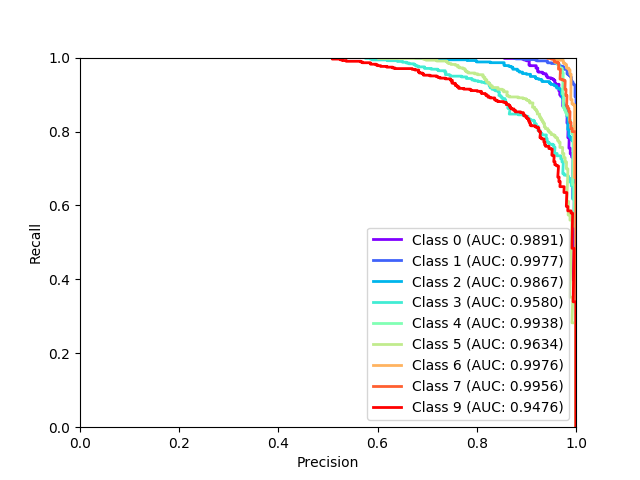 1.0
0.8
0.6
0.4
0.2
0.0
Recall
0.0 0.2 0.4 0.6 0.8 1.0
Precision
Class 0 (AUC: 0.9891)
Class 1 (AUC: 0.9977)
Class 2 (AUC: 0.9867)
Class 3 (AUC: 0.9580)
Class 4 (AUC: 0.9938)
Class 5 (AUC: 0.9634)
Class 6 (AUC: 0.9976)
Class 7 (AUC: 0.9956)
Class 9 (AUC: 0.9476)